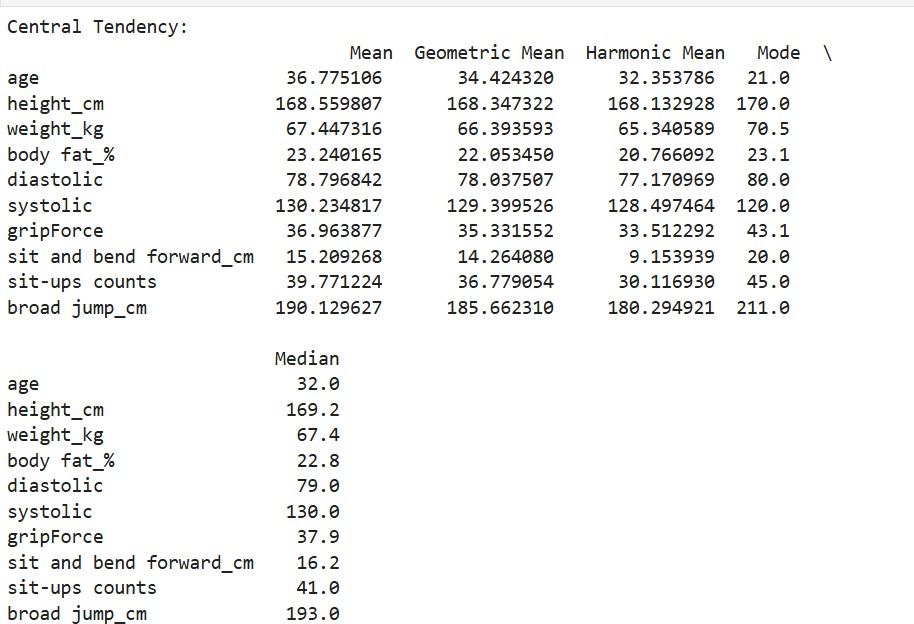 Central Tendency:
Mean Geometric Mean Harmonic Mean Mode \
age 36.775106 34.424320 32.353786 21.0
height_cm 168.559807 168.347322 168.132928 170.0
weight_kg 67.447316 66.393593 65.340589 70.5
body fat_% 23.240165 22.053450 20.766092 23.1
diastolic 78.796842 78.037507 77.170969 80.0
systolic 130.234817 129.399526 128.497464 120.0
gripForce 36.963877 35.331552 33.512292 43.1
sit and bend forward_cm 15.209268 14.264080 9.153939 20.0
sit-ups counts 39.771224 36.779054 30.116930 45.0
broad jump_cm 190.129627 185.662310 180.294921 211.0
Median
age 32.0
height_cm 169.2
weight_kg 67.4
body fat_% 22.8
diastolic 79.0
systolic 130.0
gripForce 37.9
sit and bend forward_cm 16.2
sit-ups counts 41.0
broad jump_cm 193.0